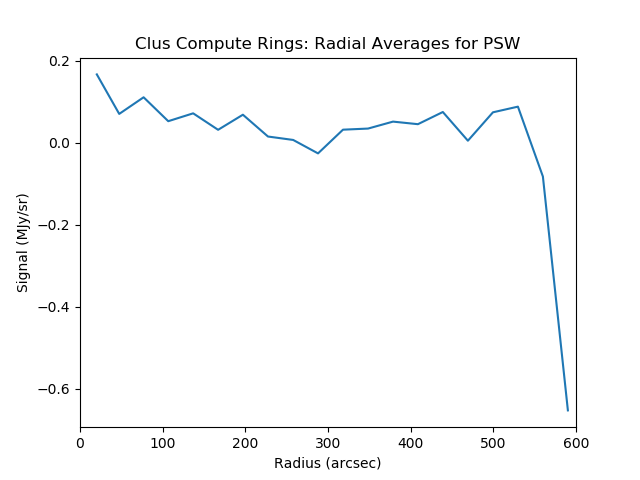 Clus Compute Rings: Radial Averages for PSW
0.2
0.0
−0.2
−0.4
−0.6
Signal (MJy/sr)
0 100 200 300 400 500 600
Radius (arcsec)